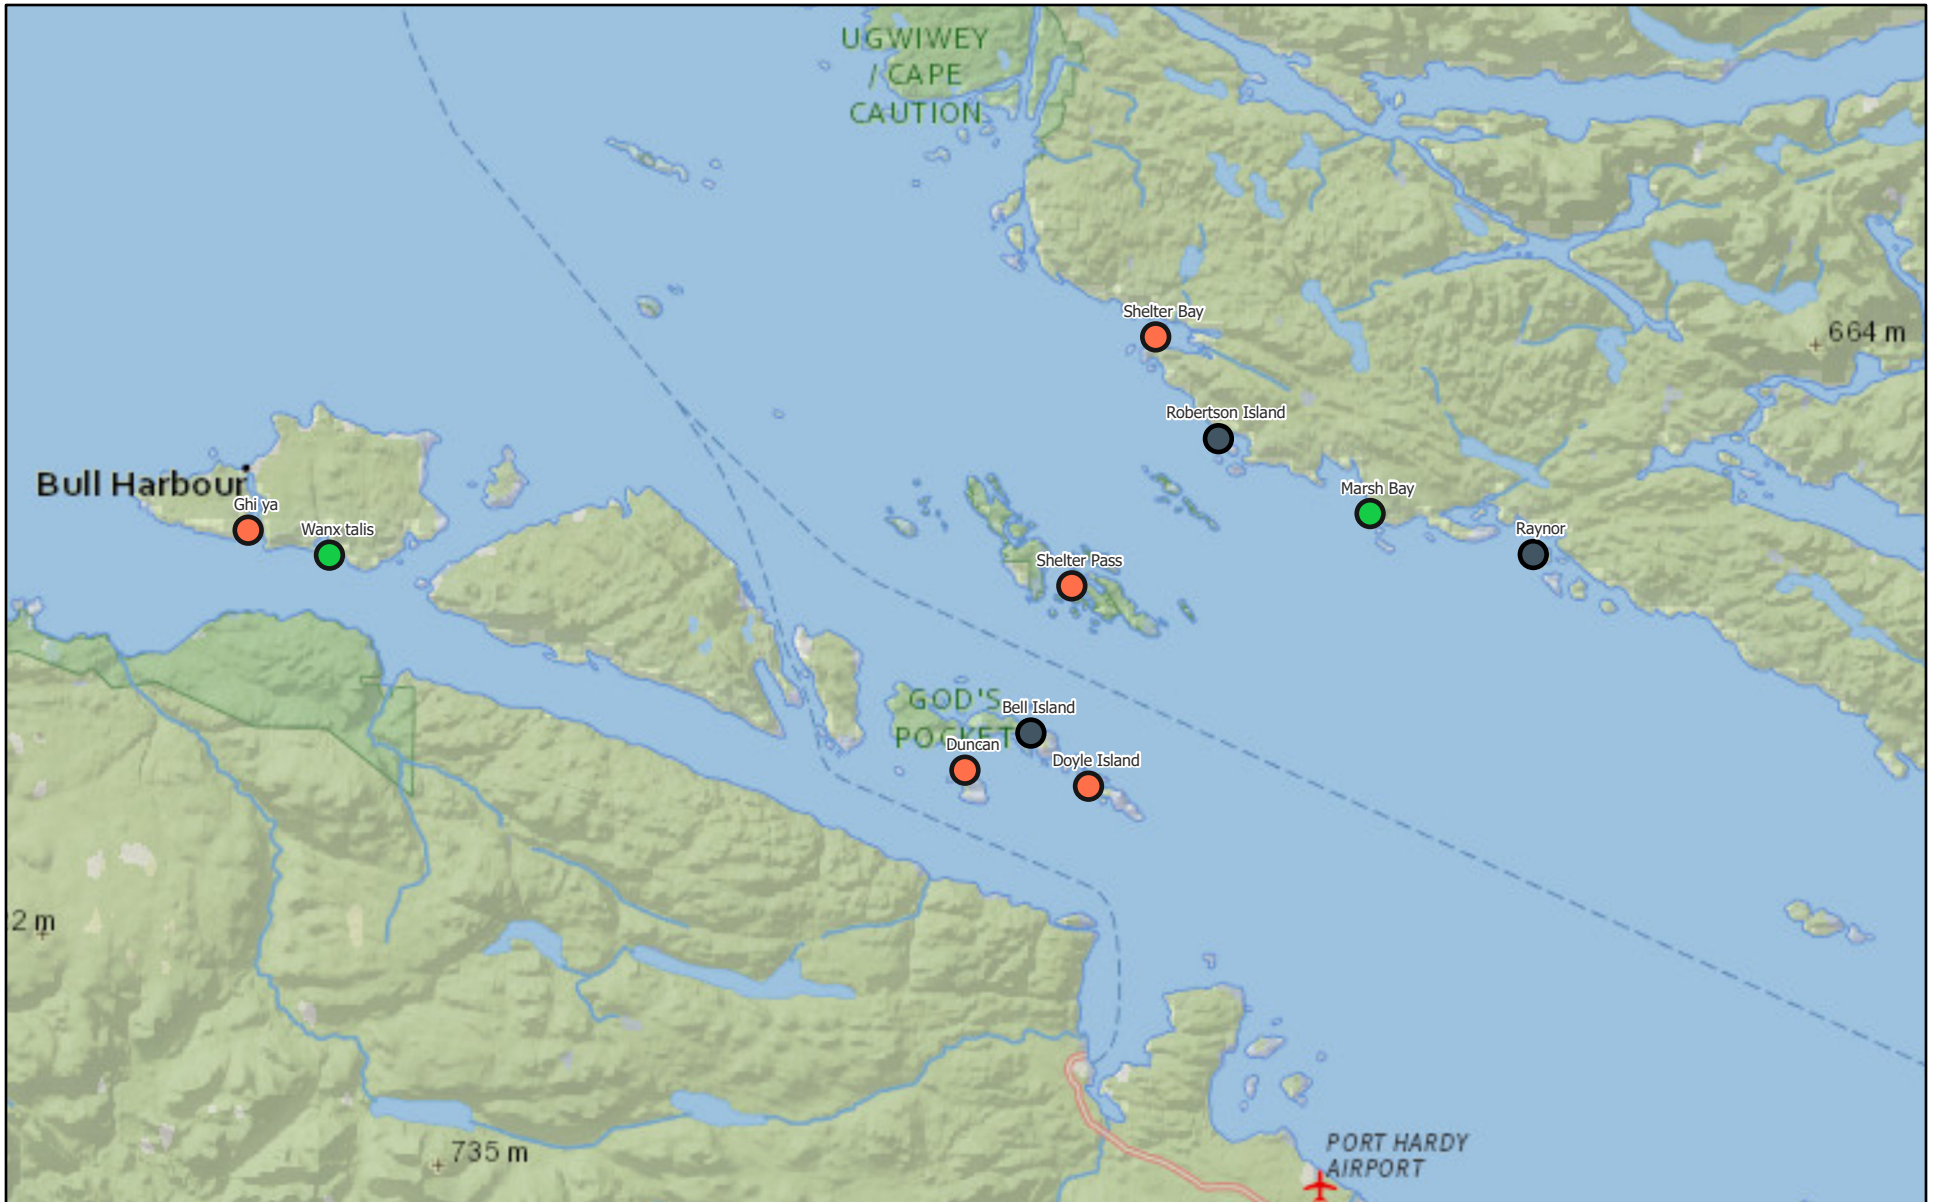 UGWIWEY
/ CAPE
CAUTION
Shelter Bay
664 m
Robertson Island
Bull Harbour
Marsh Bay
Ghi ya
Wanx talis
Raynor
Shelter Pass
GOD'S
Bell Island
POCKET
Duncan
Doyle Island
2 m
735 m
PORT HARDY
AIRPORT